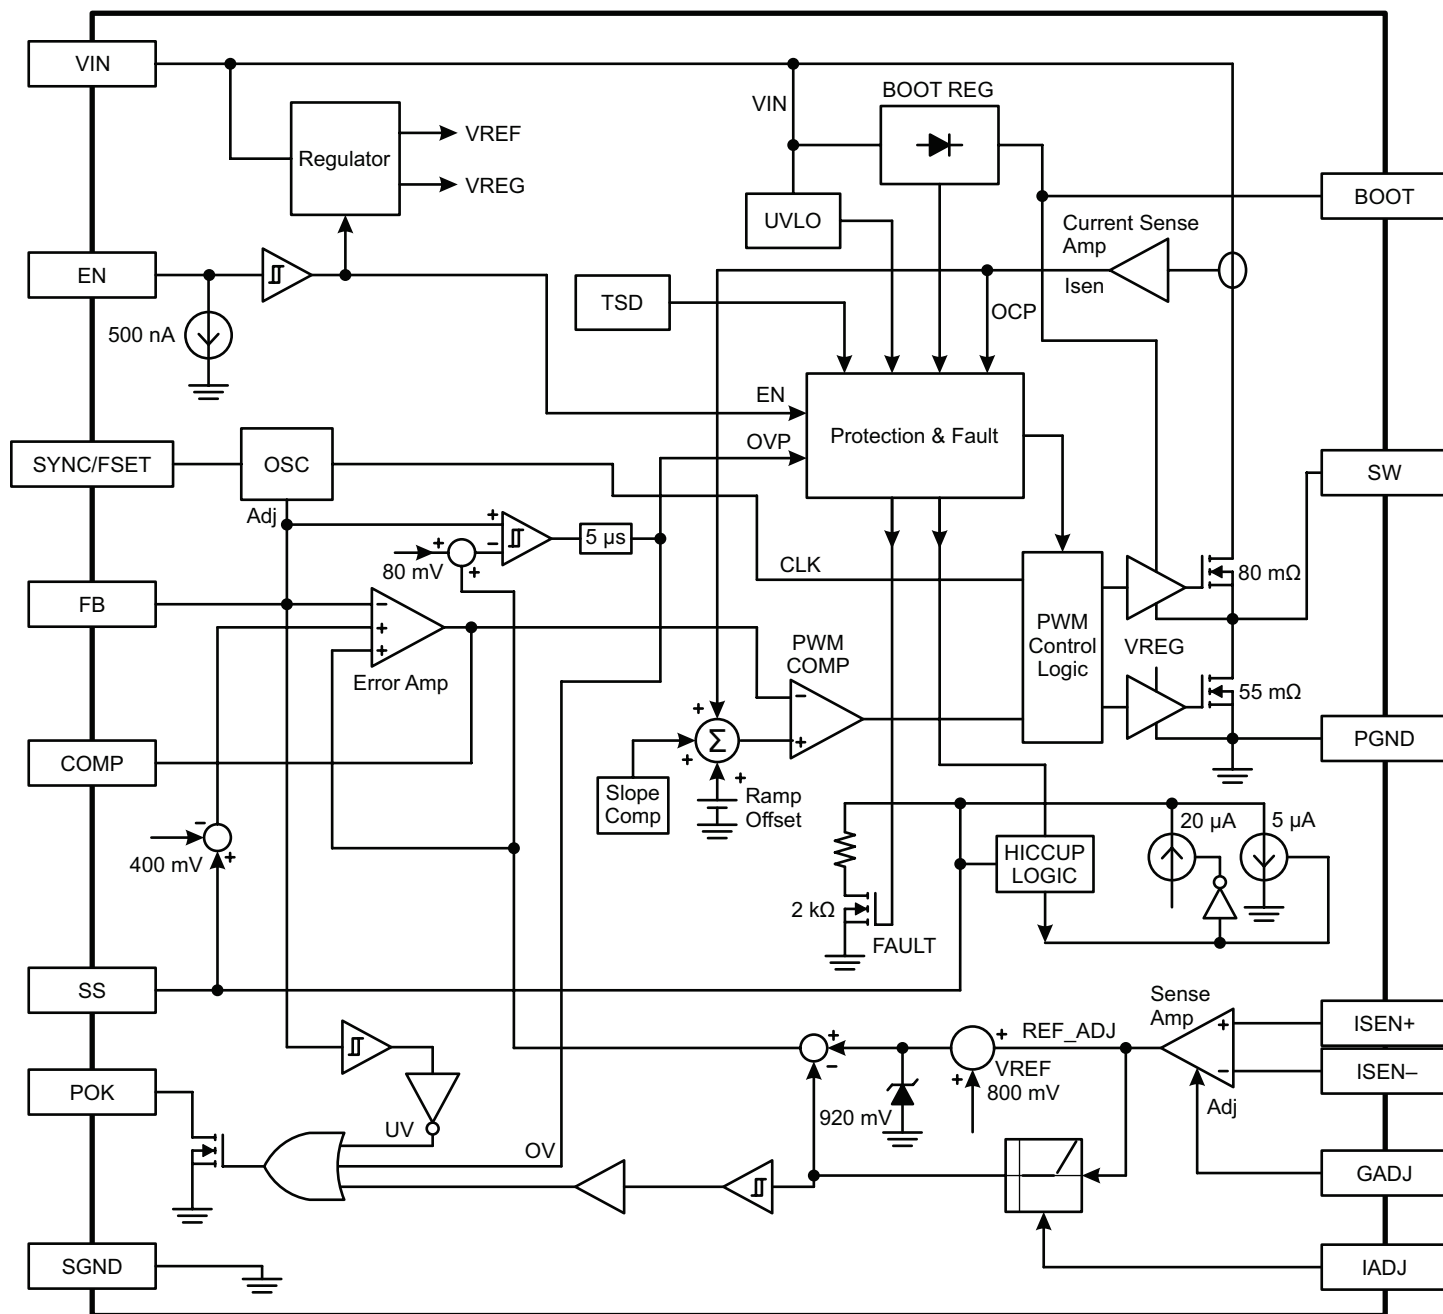 VIN
BOOT REG
VIN
VREF
Regulator
VREG
BOOT
UVLO
Current Sense
Amp
EN
Isen
TSD
OCP
500 nA
EN
Protection & Fault
OVP
SYNC/FSET
OSC
SW
Adj
+
5 µs
+
−
80 mV
+
CLK
80 mΩ
FB
−
+
+
PWM
COMP
PWM
Control
Logic
VREG
Error Amp
−
55 mΩ
+
Σ
+
PGND
COMP
+
+
Slope
Comp
Ramp
Offset
−
20 µA
5 µA
400 mV
+
HICCUP
LOGIC
2 kΩ
FAULT
SS
Sense
Amp
ISEN+
+
REF_ADJ
+
+
−
VREF
800 mV
+
−
ISEN–
POK
920 mV
Adj
UV
OV
GADJ
SGND
IADJ